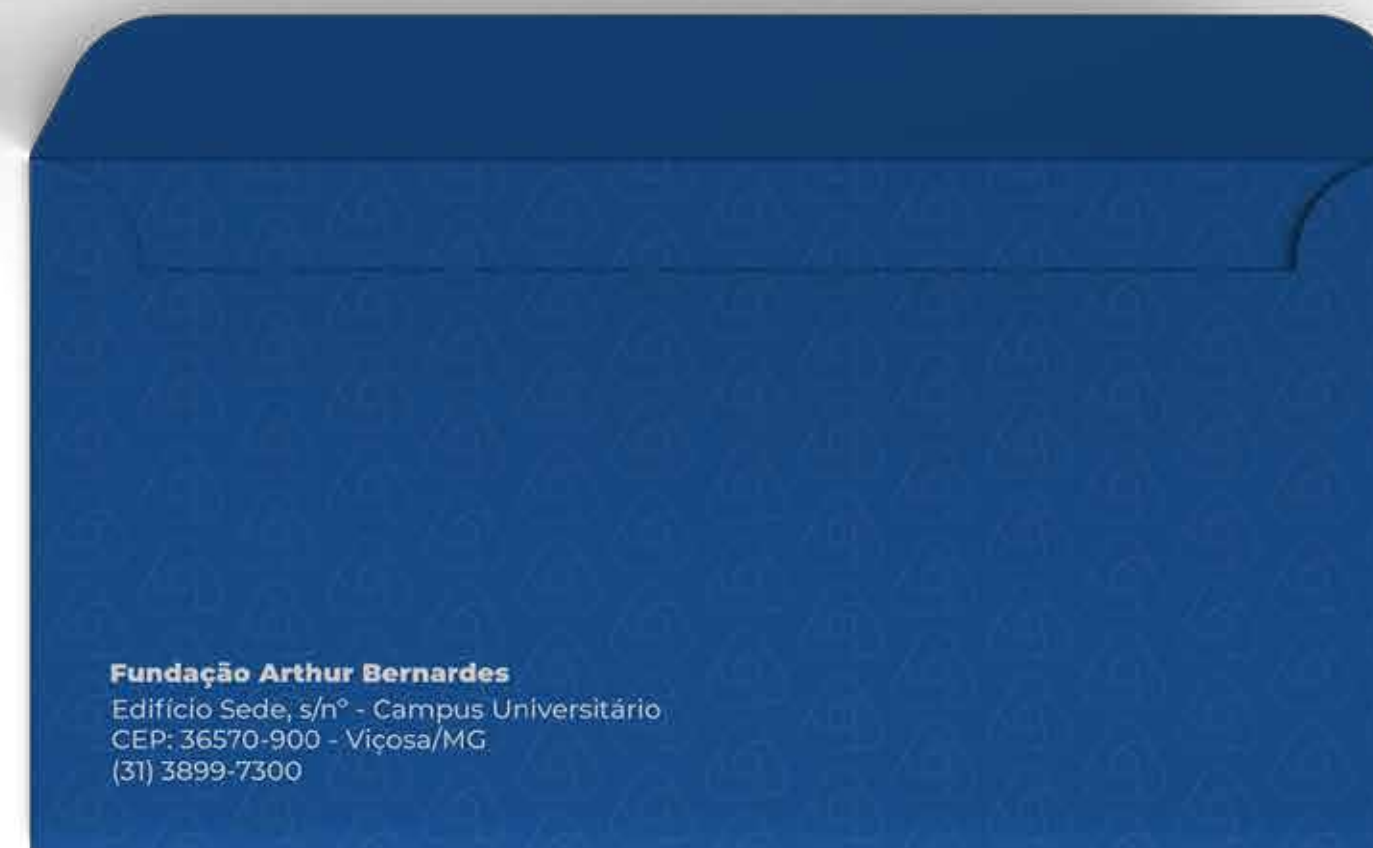 Fundação Arthur Bernardes
Edifício Sede, s/nº - Campus Universitário
CEP: 36570-900 - Viçosa/MG
(31) 3899-7300